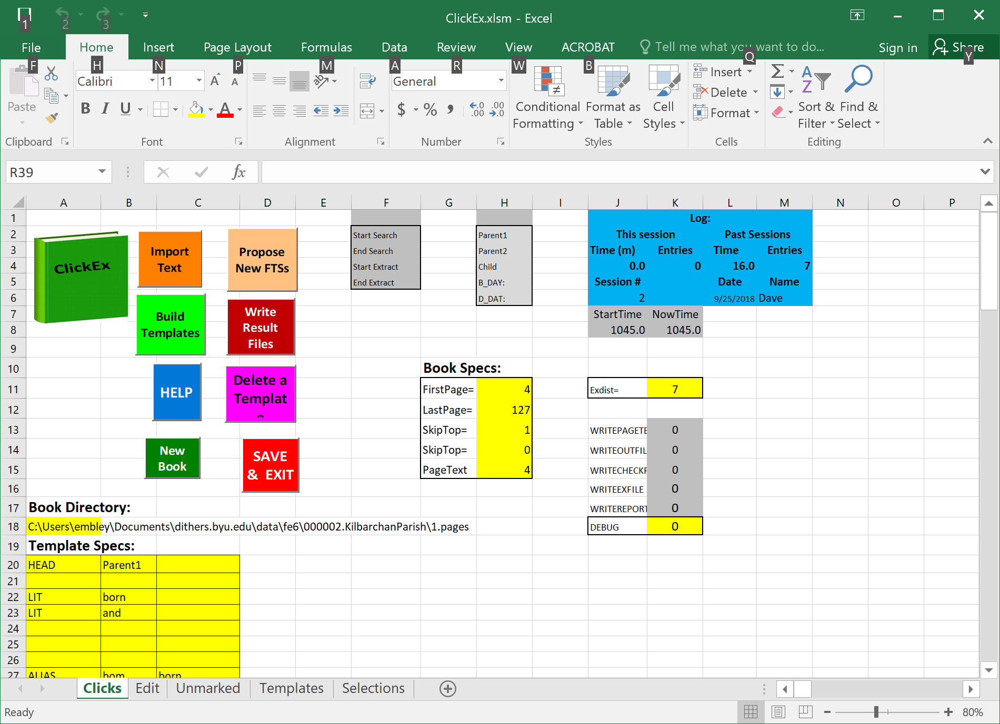 1 2 3
ClickEx.xlsm - Excel
File Home Insert Page Layout Formulas Data Review View ACROBAT Tell me what you want to do... Sign in Share
F H N P M A R W B Q Y
Paste
Clipboard
Calibri 11
A A
B I U A
Font
ab
Alignment
General
$ % , .0 .00 .00 .0
Number
Conditional Formatting
Format as Table
Cell Styles
Styles
Insert
Delete
Format
Cells
Σ A Z
Sort & Filter
Find & Select
Editing
R39 fx
A B C D E F G H I J K L M N O P
1 Log:
2 Start Search Parent1 This session Past Sessions
3 End Search Parent2 Time (m) Entries Time Entries
4 Start Extract Child 0.0 0 16.0 7
5 End Extract B_DAY: Session # Date Name
6 D_DAT: 2 9/25/2018 Dave
7 StartTime NowTime
8 1045.0 1045.0
9
ClickEx
Import Text
Propose New FTSs
Build Templates
Write Result Files
HELP
Delete a Templat
New Book
SAVE & EXIT
10 Book Specs:
11 FirstPage= 4 Exdist= 7
12 LastPage= 127
13 SkipTop= 1 WRITEPAGETE 0
14 SkipTop= 0 WRITEOUTFIL 0
15 PageText 4 WRITECHECKF 0
16 WRITEEXFILE 0
17 Book Directory: WRITEREPORT 0
18 C:\Users\embley\Documents\dithers.byu.edu\data\fe6\000002.KilbarchanParish\1.pages DEBUG 0
19 Template Specs:
20 HEAD Parent1
21
22 LIT born
23 LIT and
24
25
26
27 ALIAS bom born
Clicks Edit Unmarked Templates Selections
Ready 80%